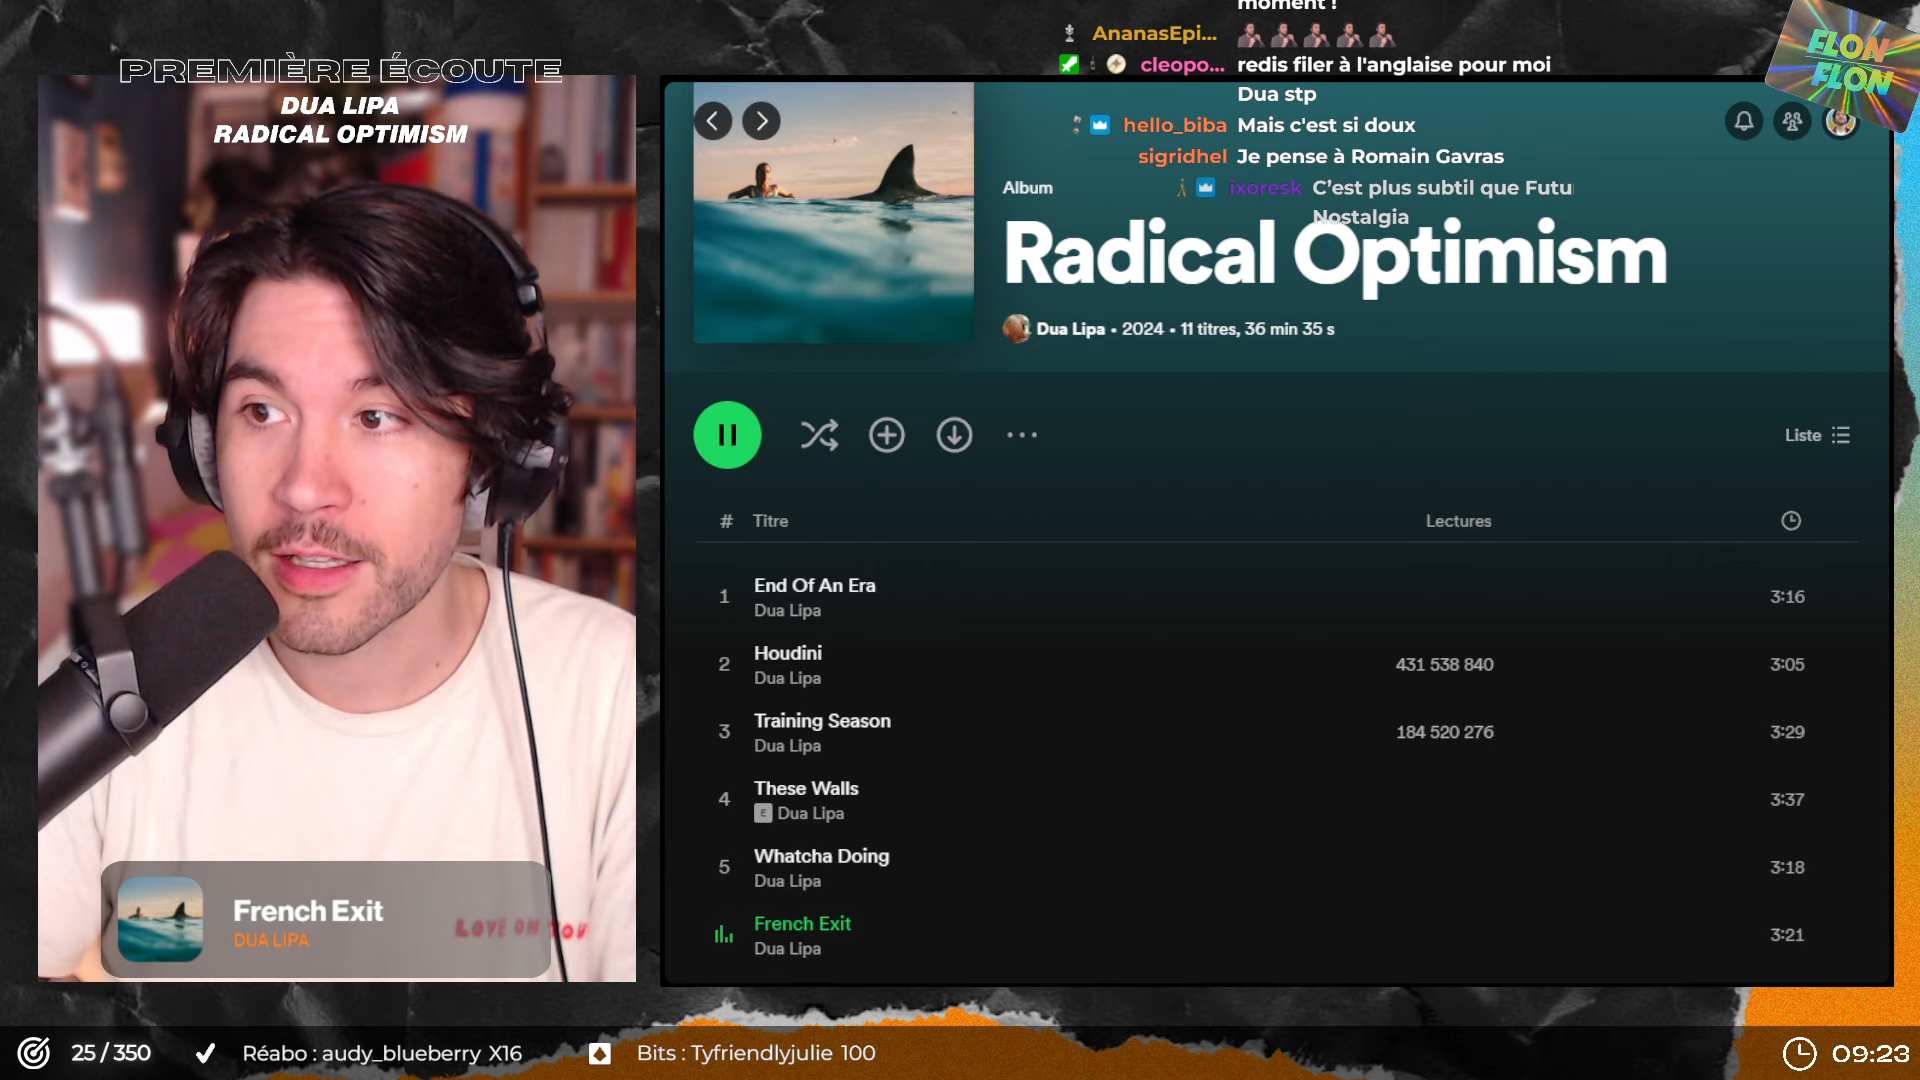 PREMIÈRE ÉCOUTE
DUA LIPA
RADICAL OPTIMISM
moment !
AnanasEpi...
cleopo... redis filer à l'anglaise pour moi
Dua stp
hello_biba Mais c'est si doux
sigridhel Je pense à Romain Gavras
ixoresk C'est plus subtil que Futu
Nostalgia
FLON
FLON
Album
Radical Optimism
Dua Lipa • 2024 • 11 titres, 36 min 35 s
Liste
# Titre Lectures
1 End Of An Era 3:16
Dua Lipa
2 Houdini 431 538 840 3:05
Dua Lipa
3 Training Season 184 520 276 3:29
Dua Lipa
4 These Walls 3:37
E Dua Lipa
5 Whatcha Doing 3:18
Dua Lipa
French Exit 3:21
Dua Lipa
French Exit
DUA LIPA
LOVE ON YOU
25 / 350 Réabo : audy_blueberry X16 Bits : Tyfriendlyjulie 100 09:23